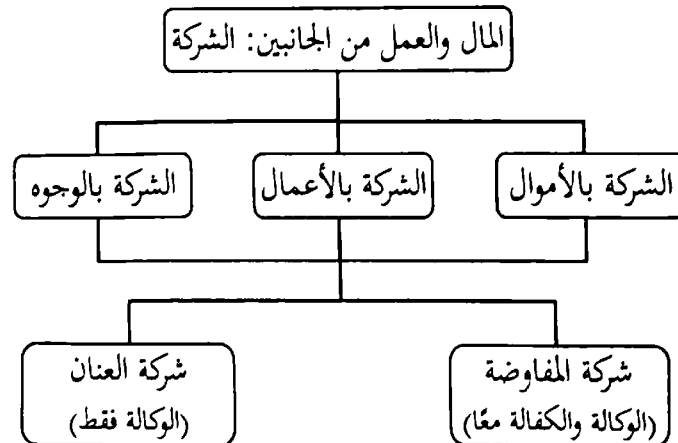 المال والعمل من الجانبين: الشركة
الشركة بالأموال
الشركة بالأعمال
الشركة بالوجوه
شركة المفاوضة
(الوكالة والكفالة معًا)
شركة العنان
(الوكالة فقط)